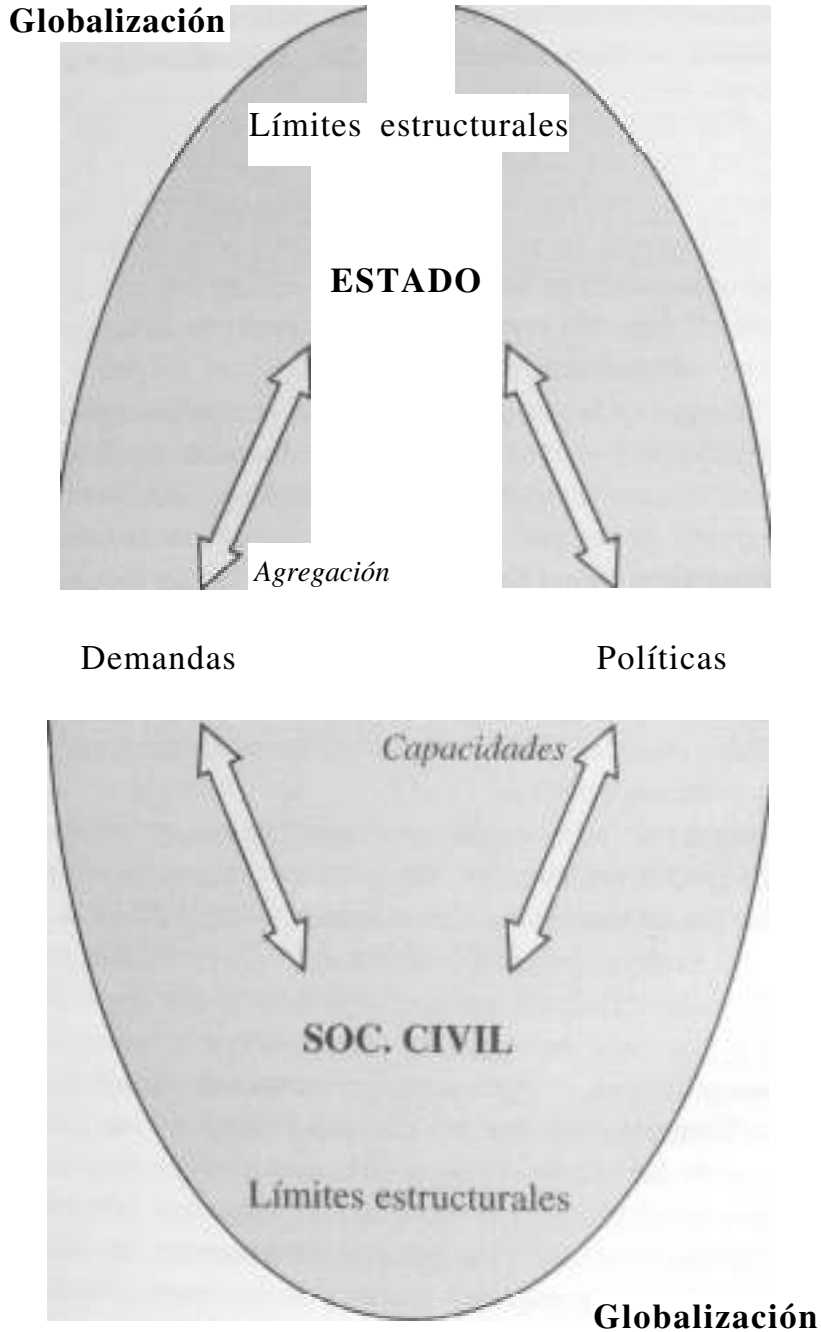 Globalización
Límites estructurales
ESTADO
Agregación
Demandas Políticas
Capacidades
SOC. CIVIL
Límites estructurales
Globalización